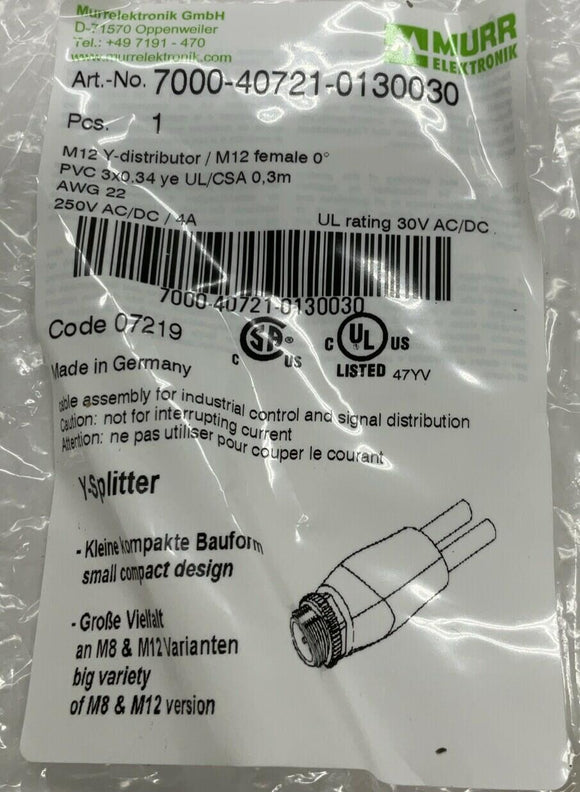 Murrelektronik GmbH
D-71570 Oppenweiler
Tel.: +49 7191 - 470
www.murrelektronik.com
MURR
ELEKTRONIK
Art.-No. 7000-40721-0130030
Pcs. 1
M12 Y-distributor / M12 female 0°
PVC 3x0.34 ye UL/CSA 0,3m
AWG 22
250V AC/DC / 4A
UL rating 30V AC/DC
7000-40721-0130030
Code 07219
C SA ® US
C UL US
LISTED 47YV
Made in Germany
cable assembly for industrial control and signal distribution
Caution: not for interrupting current
Attention: ne pas utiliser pour couper le courant
Y-Splitter
- Kleine kompakte Bauform
small compact design
- Große Vielfalt
an M8 & M12 Varianten
big variety
of M8 & M12 version